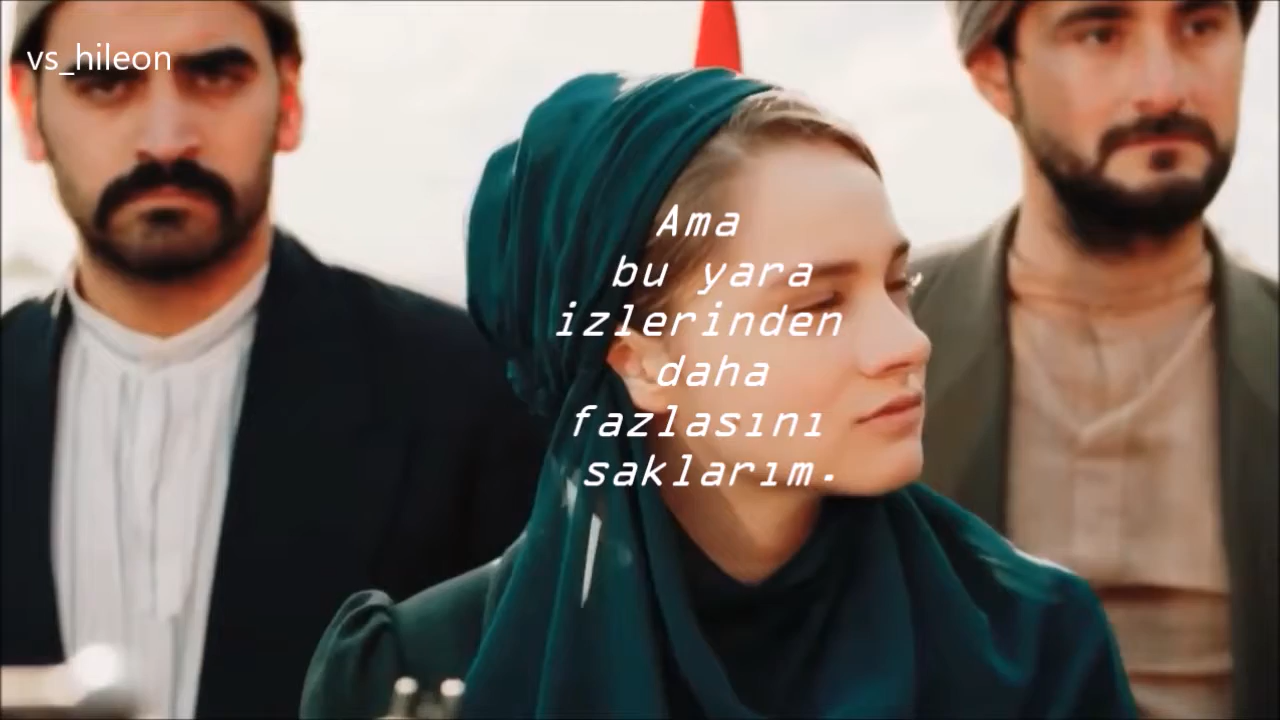 vs_hileon
Ama
bu yara
izlerinden
daha
fazlasını
saklarım.